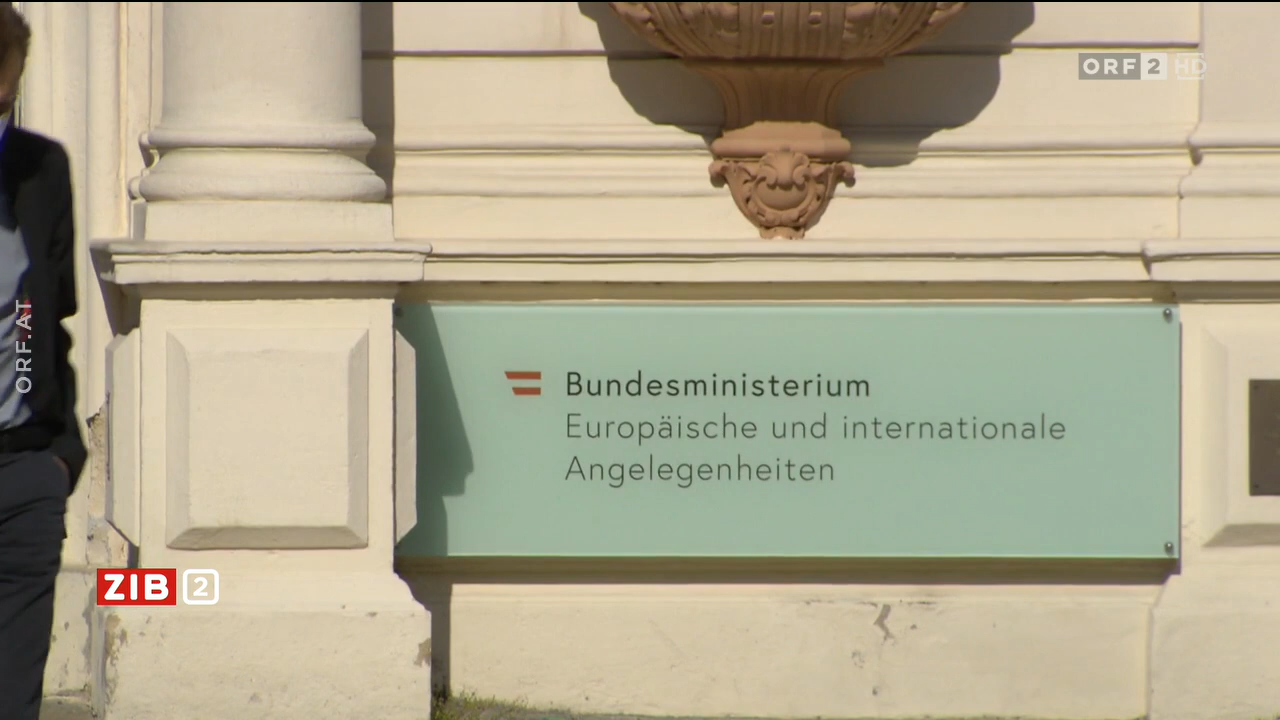 ORF 2 HD
ORF.AT
Bundesministerium
Europäische und internationale
Angelegenheiten
ZIB 2